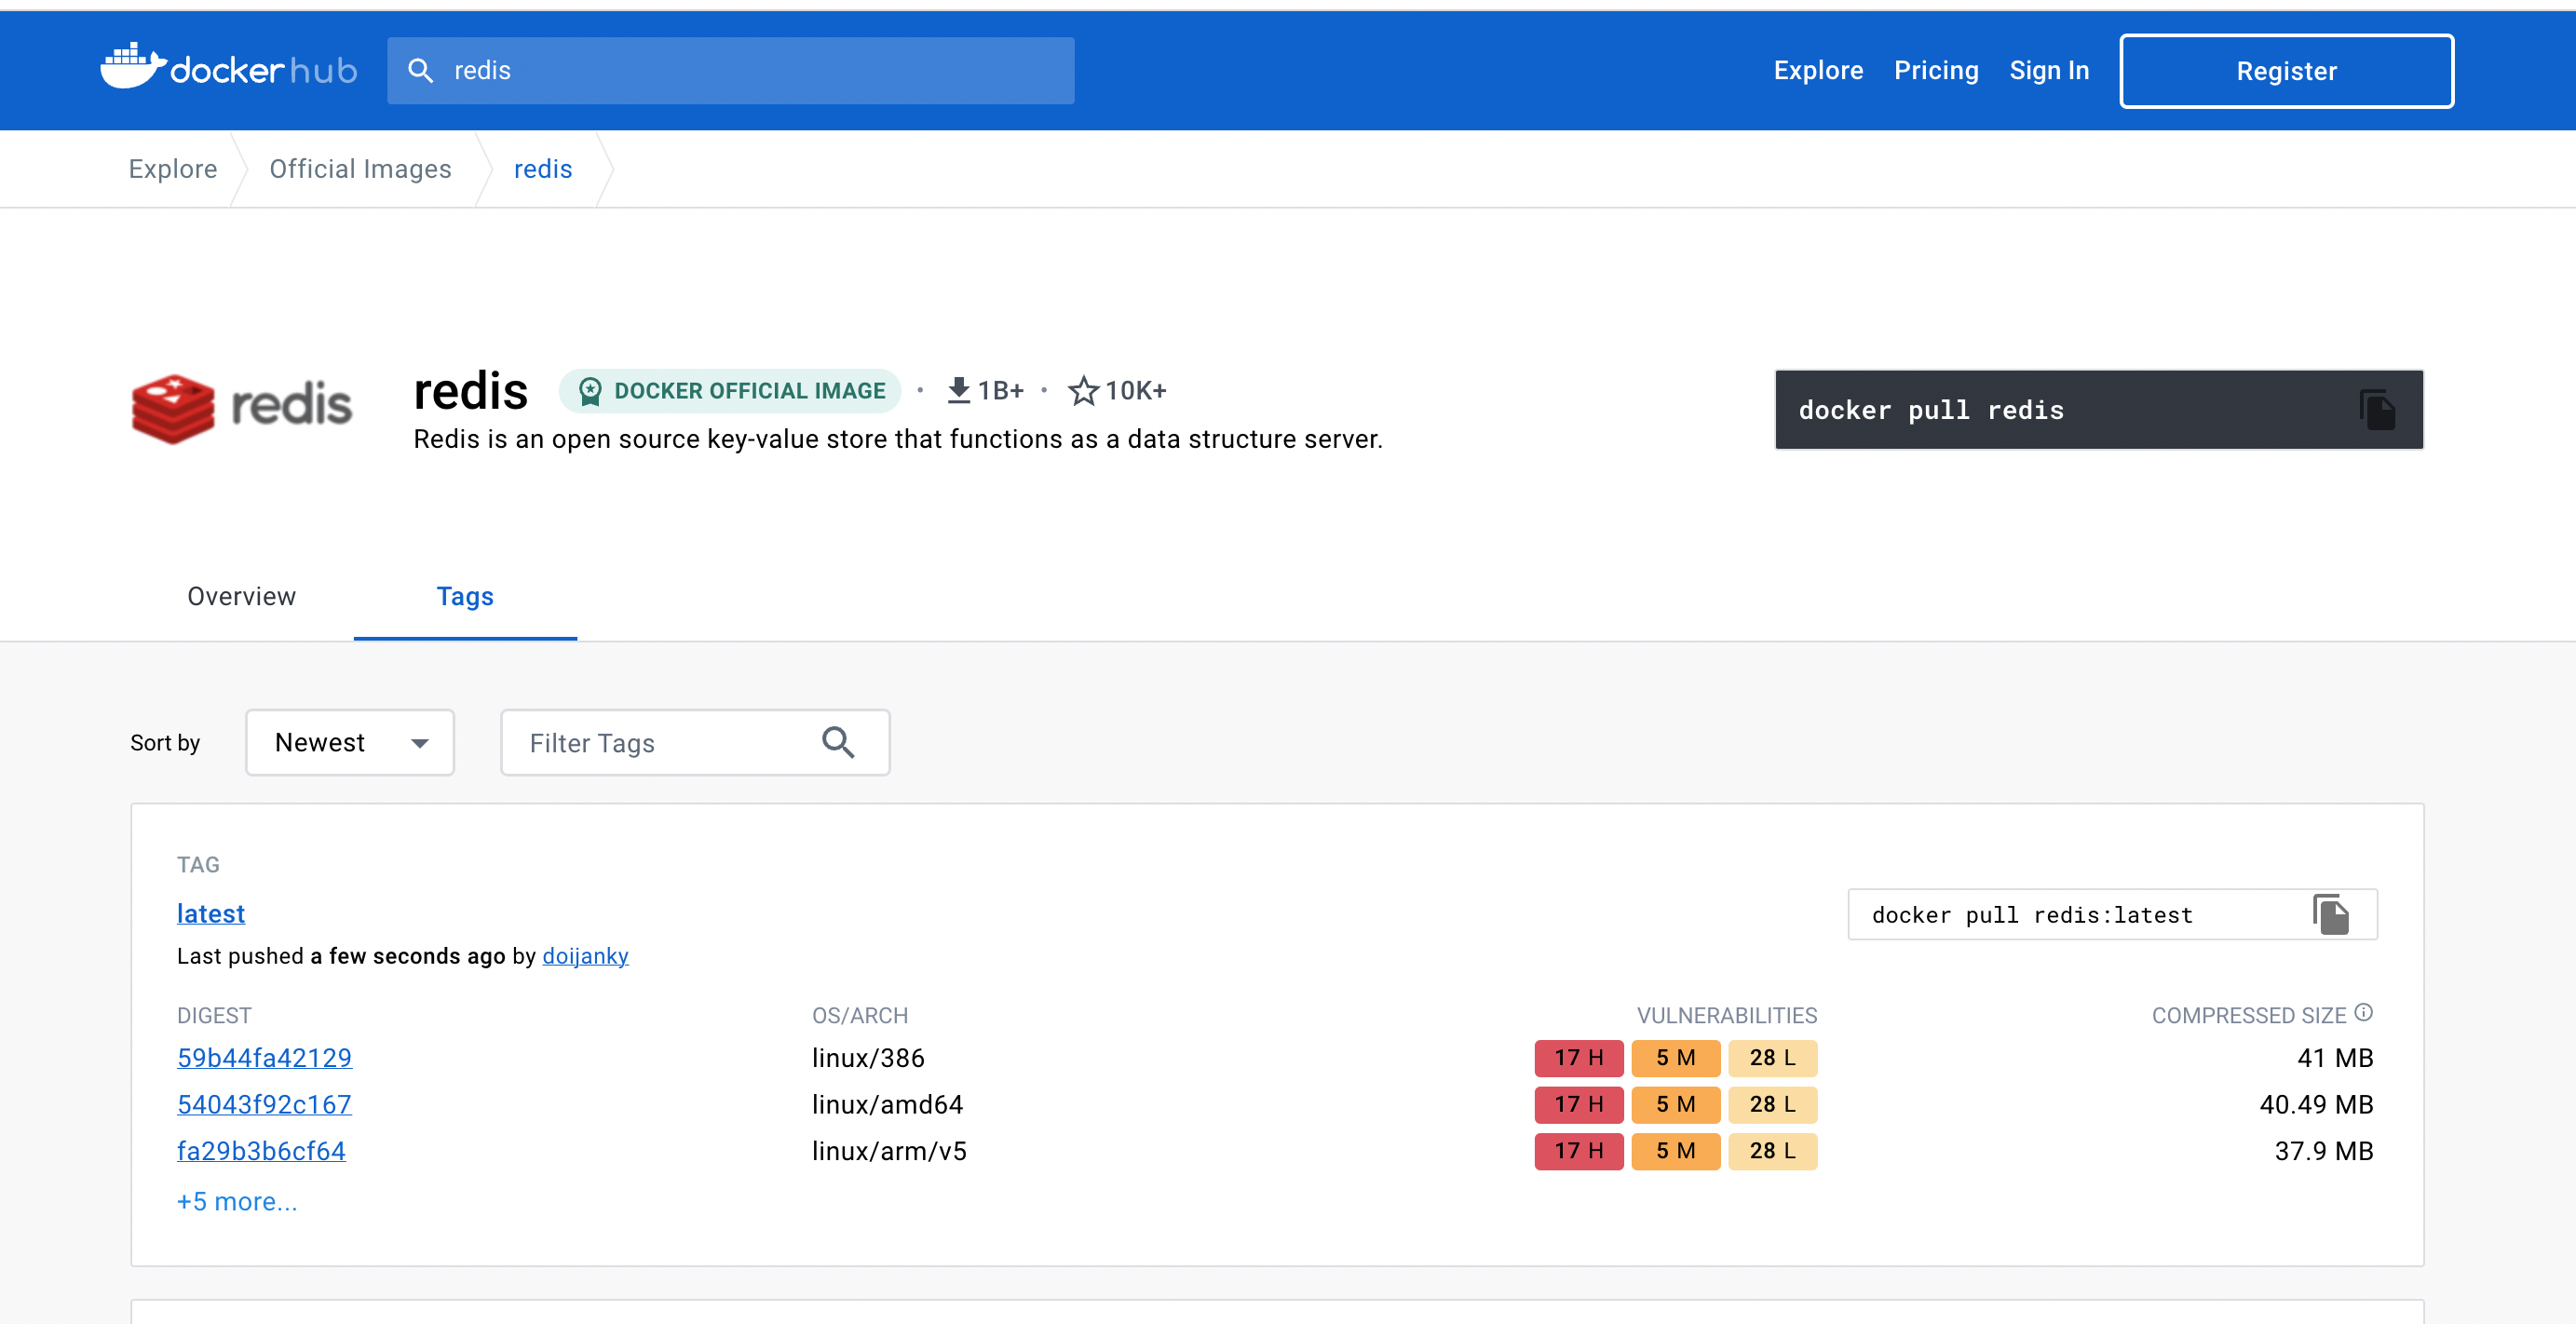 docker hub
redis
Explore
Pricing
Sign In
Register
Explore
Official Images
redis
redis
redis
DOCKER OFFICIAL IMAGE
1B+
10K+
Redis is an open source key-value store that functions as a data structure server.
docker pull redis
Overview
Tags
Sort by
Newest
Filter Tags
TAG
latest
docker pull redis:latest
Last pushed a few seconds ago by doijanky
DIGEST OS/ARCH VULNERABILITIES COMPRESSED SIZE
59b44fa42129 linux/386 17 H 5 M 28 L 41 MB
54043f92c167 linux/amd64 17 H 5 M 28 L 40.49 MB
fa29b3b6cf64 linux/arm/v5 17 H 5 M 28 L 37.9 MB
+5 more...